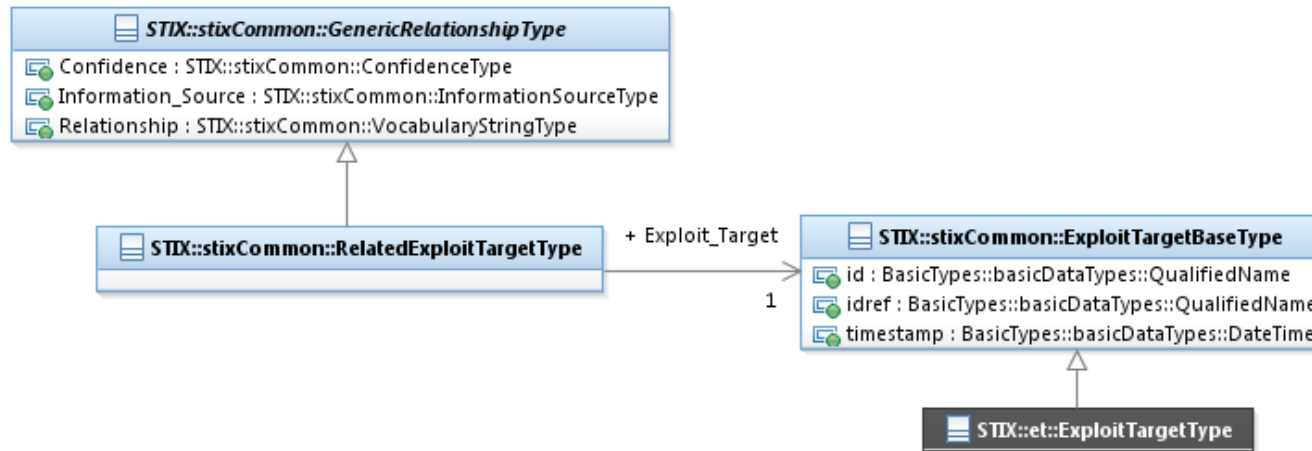 STIX::stixCommon::GenericRelationshipType
Confidence : STIX::stixCommon::ConfidenceType
Information_Source : STIX::stixCommon::InformationSourceType
Relationship : STIX::stixCommon::VocabularyStringType
STIX::stixCommon::RelatedExploitTargetType
+ Exploit_Target
1
STIX::stixCommon::ExploitTargetBaseType
id : BasicTypes::basicDataTypes::QualifiedName
idref : BasicTypes::basicDataTypes::QualifiedName
timestamp : BasicTypes::basicDataTypes::DateTime
STIX::et::ExploitTargetType